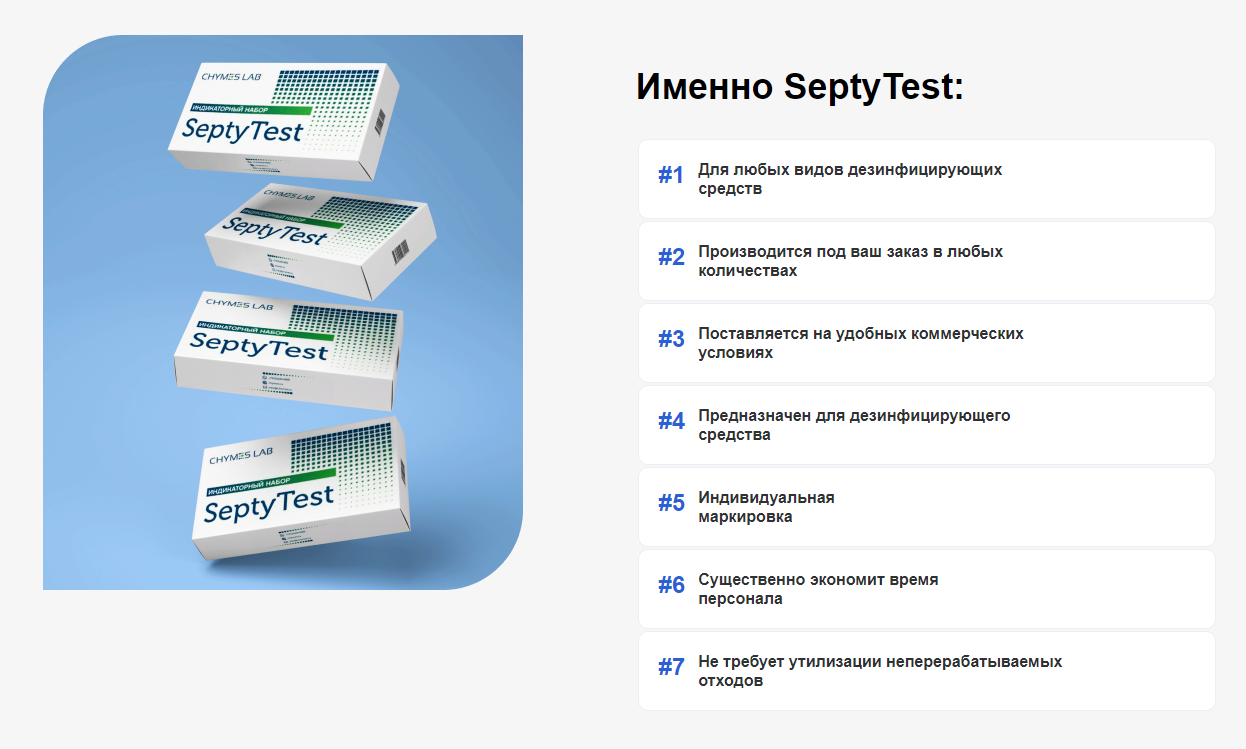 CHYMES LAB
ИНДИКАТОРНЫЙ НАБОР
SeptyTest
CHYMES LAB
ИНДИКАТОРНЫЙ НАБОР
SeptyTest
CHYMES LAB
ИНДИКАТОРНЫЙ НАБОР
SeptyTest
CHYMES LAB
ИНДИКАТОРНЫЙ НАБОР
SeptyTest
Именно SeptyTest:
#1 Для любых видов дезинфицирующих
средств
#2 Производится под ваш заказ в любых
количествах
#3 Поставляется на удобных коммерческих
условиях
#4 Предназначен для дезинфицирующего
средства
#5 Индивидуальная
маркировка
#6 Существенно экономит время
персонала
#7 Не требует утилизации неперерабатываемых
отходов